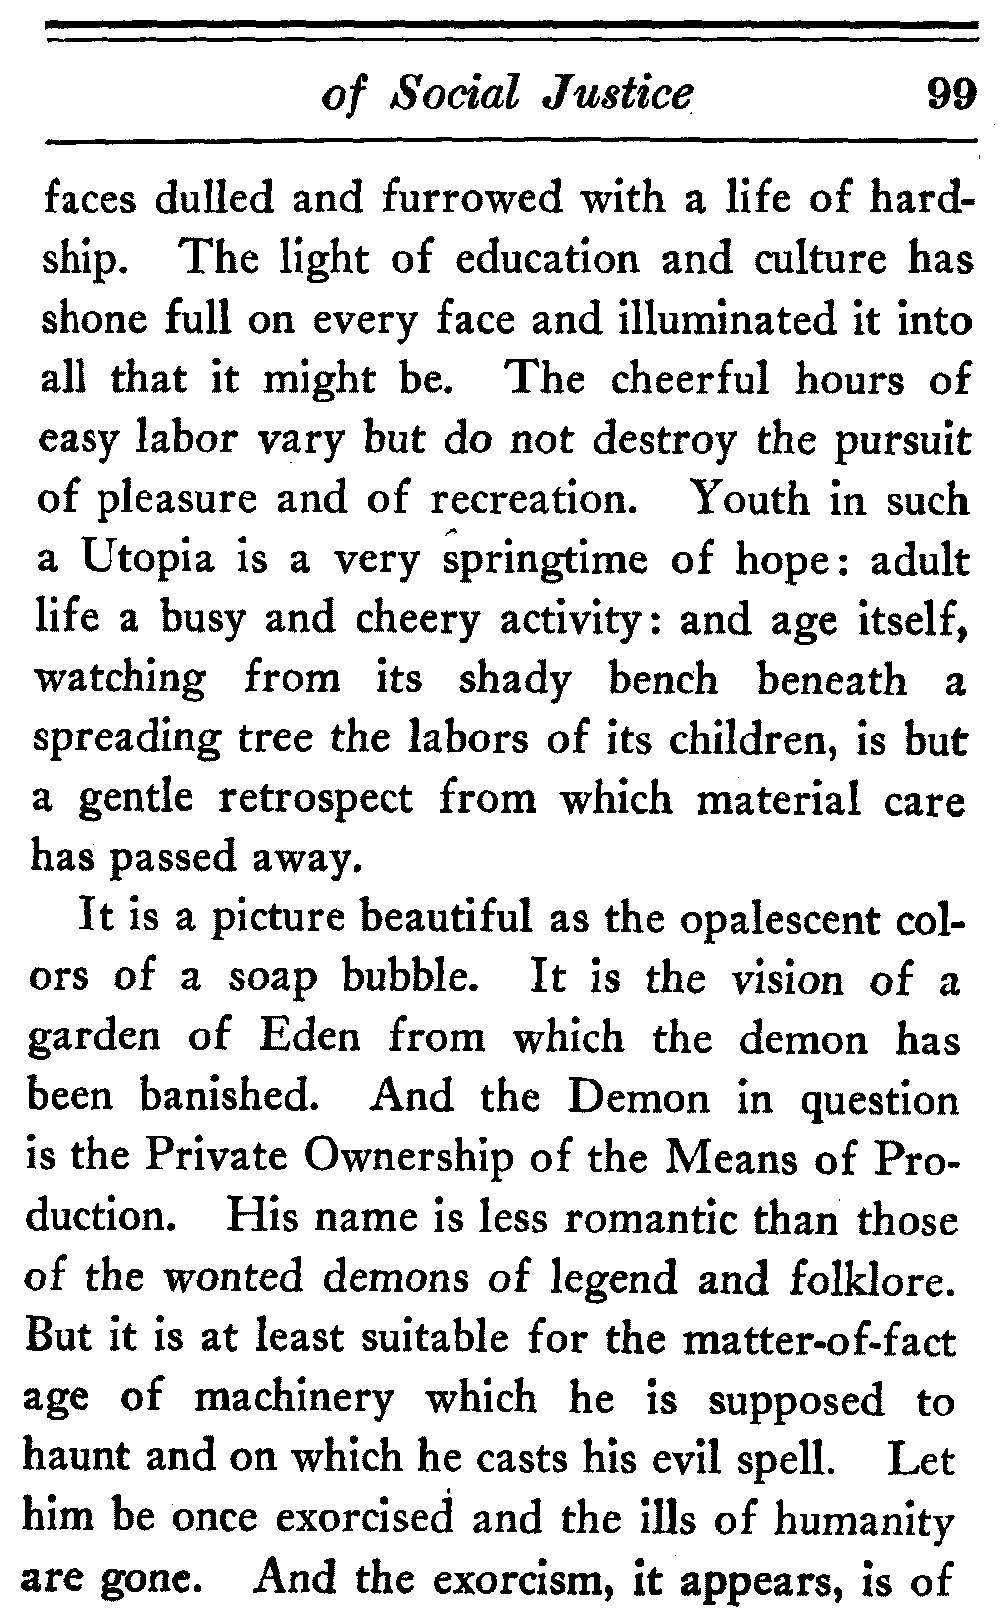 of Social Justice 99
faces dulled and furrowed with a life of hard-
ship. The light of education and culture has
shone full on every face and illuminated it into
all that it might be. The cheerful hours of
easy labor vary but do not destroy the pursuit
of pleasure and of recreation. Youth in such
a Utopia is a very springtime of hope: adult
life a busy and cheery activity: and age itself,
watching from its shady bench beneath a
spreading tree the labors of its children, is but
a gentle retrospect from which material care
has passed away.
It is a picture beautiful as the opalescent col-
ors of a soap bubble. It is the vision of a
garden of Eden from which the demon has
been banished. And the Demon in question
is the Private Ownership of the Means of Pro-
duction. His name is less romantic than those
of the wonted demons of legend and folklore.
But it is at least suitable for the matter-of-fact
age of machinery which he is supposed to
haunt and on which he casts his evil spell. Let
him be once exorcised and the ills of humanity
are gone. And the exorcism, it appears, is of